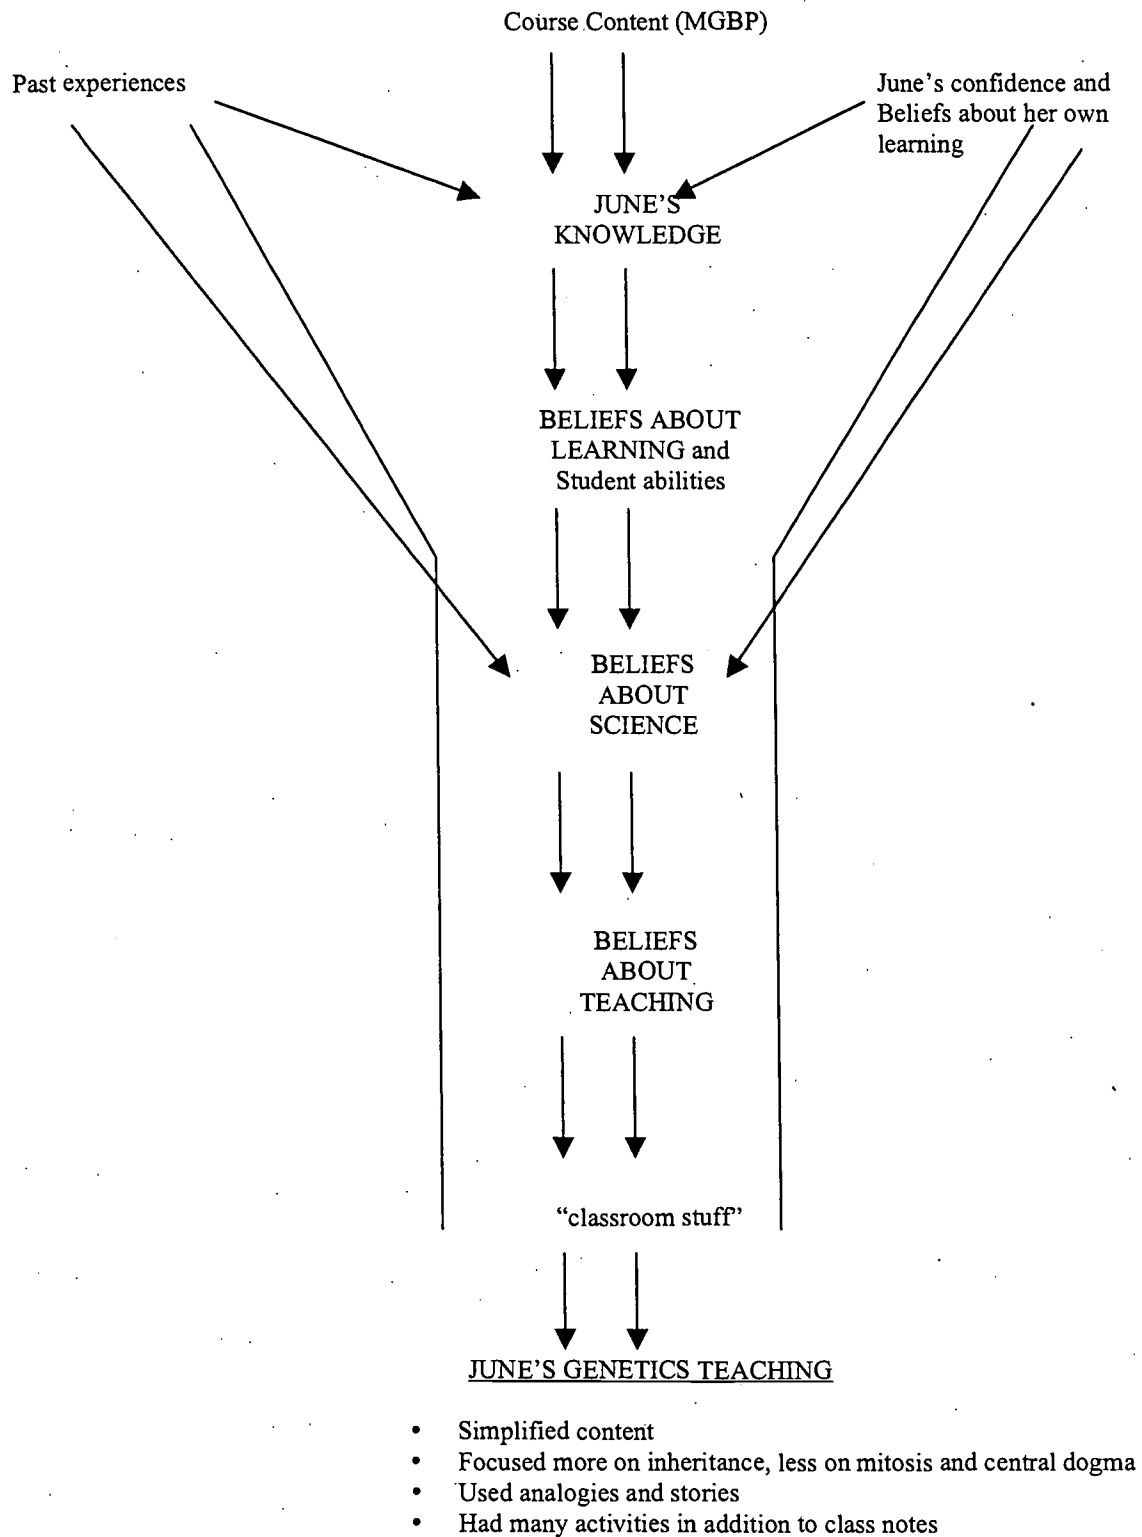 Course Content (MGBP)
Past experiences
June's confidence and
Beliefs about her own
learning
JUNE'S
KNOWLEDGE
BELIEFS ABOUT
LEARNING and
Student abilities
BELIEFS
ABOUT
SCIENCE
BELIEFS
ABOUT
TEACHING
“classroom stuff”
JUNE'S GENETICS TEACHING
• Simplified content
• Focused more on inheritance, less on mitosis and central dogma
• Used analogies and stories
• Had many activities in addition to class notes